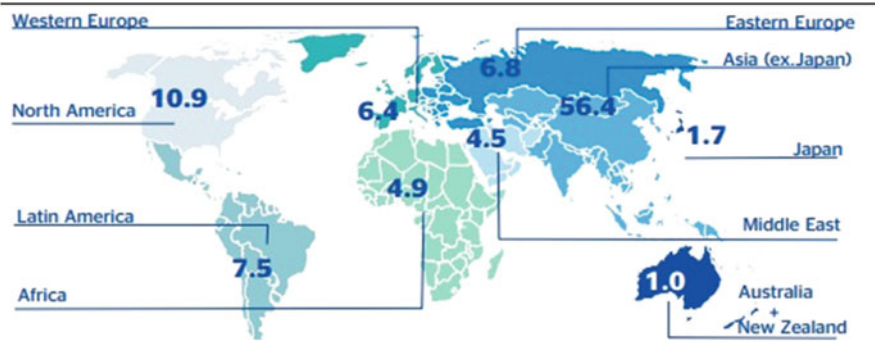 Western Europe
Eastern Europe
6.8
Asia (ex.Japan)
10.9
56.4
North America
6.4
4.5
1.7
Japan
4.9
Latin America
Middle East
7.5
1.0
Africa
Australia
+
New Zealand